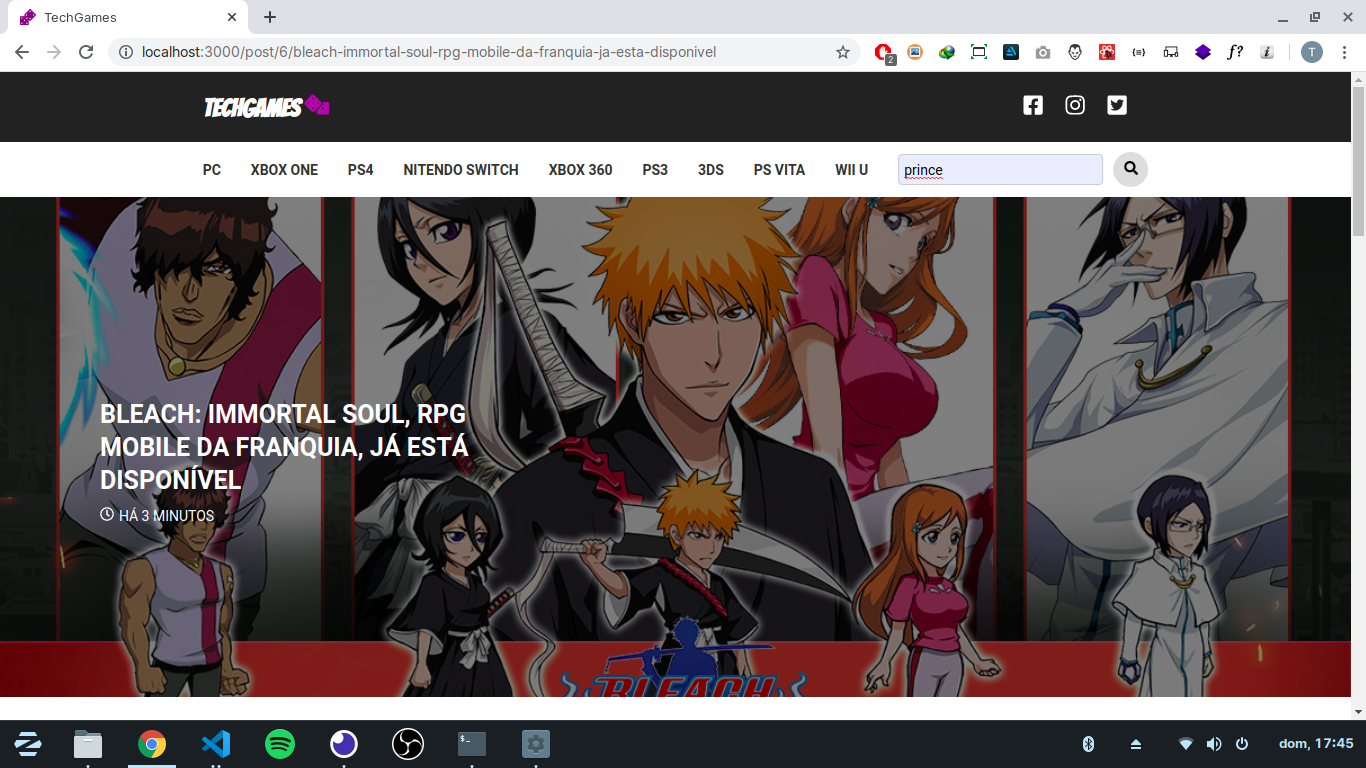 TechGames
localhost:3000/post/6/bleach-immortal-soul-rpg-mobile-da-franquia-ja-esta-disponivel
2
f?
T
TECHGAMES
PC XBOX ONE PS4 NITENDO SWITCH XBOX 360 PS3 3DS PS VITA WII U prince
BLEACH: IMMORTAL SOUL, RPG
MOBILE DA FRANQUIA, JÁ ESTÁ
DISPONÍVEL
HÁ 3 MINUTOS
BLEACH
dom, 17:45